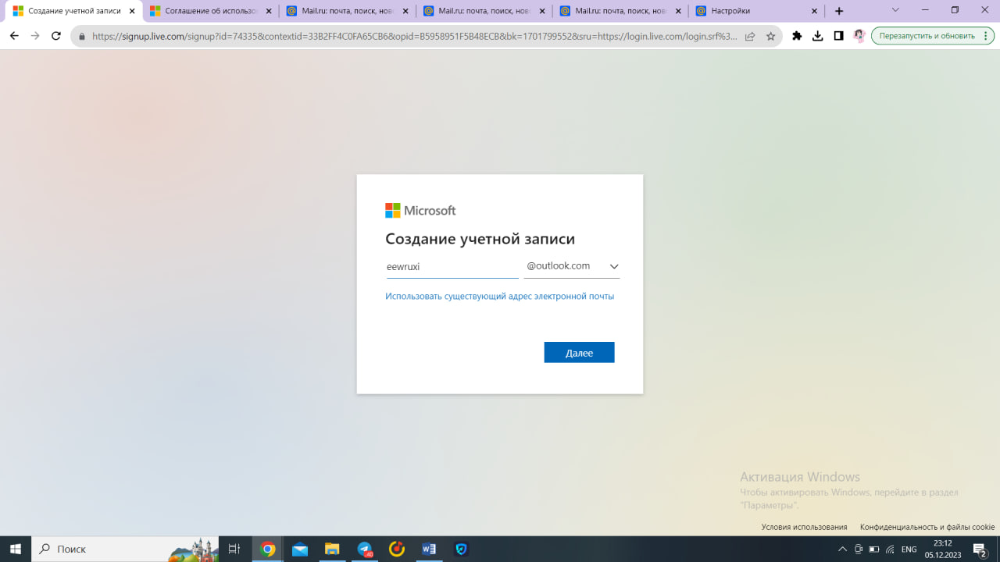 Создание учетной записи
Соглашение об использов
Mail.ru: почта, поиск, нов
Mail.ru: почта, поиск, нов
Mail.ru: почта, поиск, нов
Настройки
https://signup.live.com/signup?id=74335&contextid=33B2FF4C0FA65CB6&opid=B5958951F5B48ECB&bk=1701799552&sru=https://login.live.com/login.srf%3...
Перезапустить и обновить
Microsoft
Создание учетной записи
eewruxi
@outlook.com
Использовать существующий адрес электронной почты
Далее
Активация Windows
Чтобы активировать Windows, перейдите в раздел
"Параметры".
Условия использования
Конфиденциальность и файлы cookie
Поиск
40
ENG
23:12
05.12.2023
2